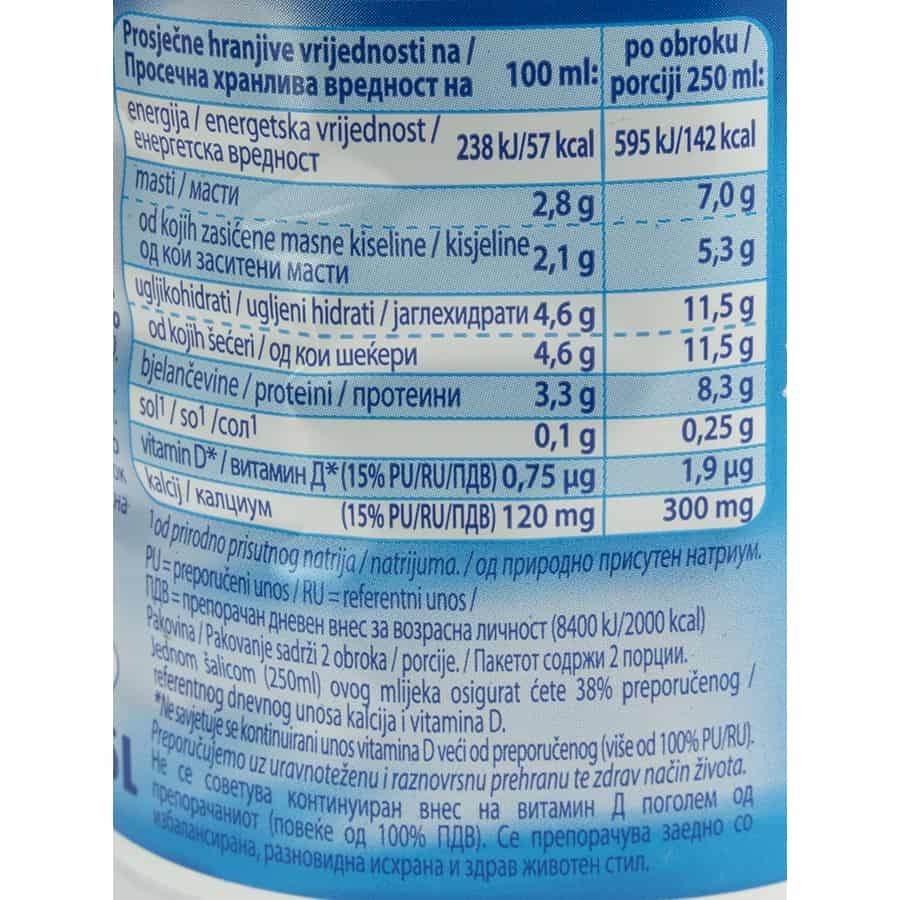 Prosječne hranjive vrijednosti na /
Просечна хранлива вредност на
100 ml:
po obroku /
porciji 250 ml:
energija / energetska vrijednost /
енергетска вредност
238 kJ/57 kcal
595 kJ/142 kcal
masti / масти
2,8 g
7,0 g
od kojih zasićene masne kiseline / kisjeline
од кои заситени масти
2,1 g
5,3 g
ugljikohidrati / ugljeni hidrati / јаглехидрати 4,6 g
11,5 g
od kojih šećeri / од кои шеќери
4,6 g
11,5 g
bjelančevine / proteini / протеини
3,3 g
8,3 g
sol¹ / so¹ /сол¹
0,1 g
0,25 g
vitamin D* / витамин Д* (15% PU/RU/ПДВ) 0,75 µg
1,9 µg
kalcij / калциум
(15% PU/RU/ПДВ) 120 mg
300 mg
¹od prirodno prisutnog natrija / natrijuma. / од природно присутен натриум.
PU = preporučeni unos / RU = referentni unos /
ПДВ = препорачан дневен внес за возрасна личност (8400 kJ/2000 kcal)
Pakovina / Pakovanje sadrži 2 obroka / porcije. / Пакетот содржи 2 порции.
Jednom šalicom (250ml) ovog mlijeka osigurat ćete 38% preporučenog /
referentnog dnevnog unosa kalcija i vitamina D.
*Ne savjetuje se kontinuirani unos vitamina D veći od preporučenog (više od 100% PU/RU).
Preporučujemo uz uravnoteženu i raznovrsnu prehranu te zdrav način života.
Не се советува континуиран внес на витамин Д поголем од
препорачаниот (повеќе од 100% ПДВ). Се препорачува заедно со
избалансирана, разновидна исхрана и здрав животен стил.